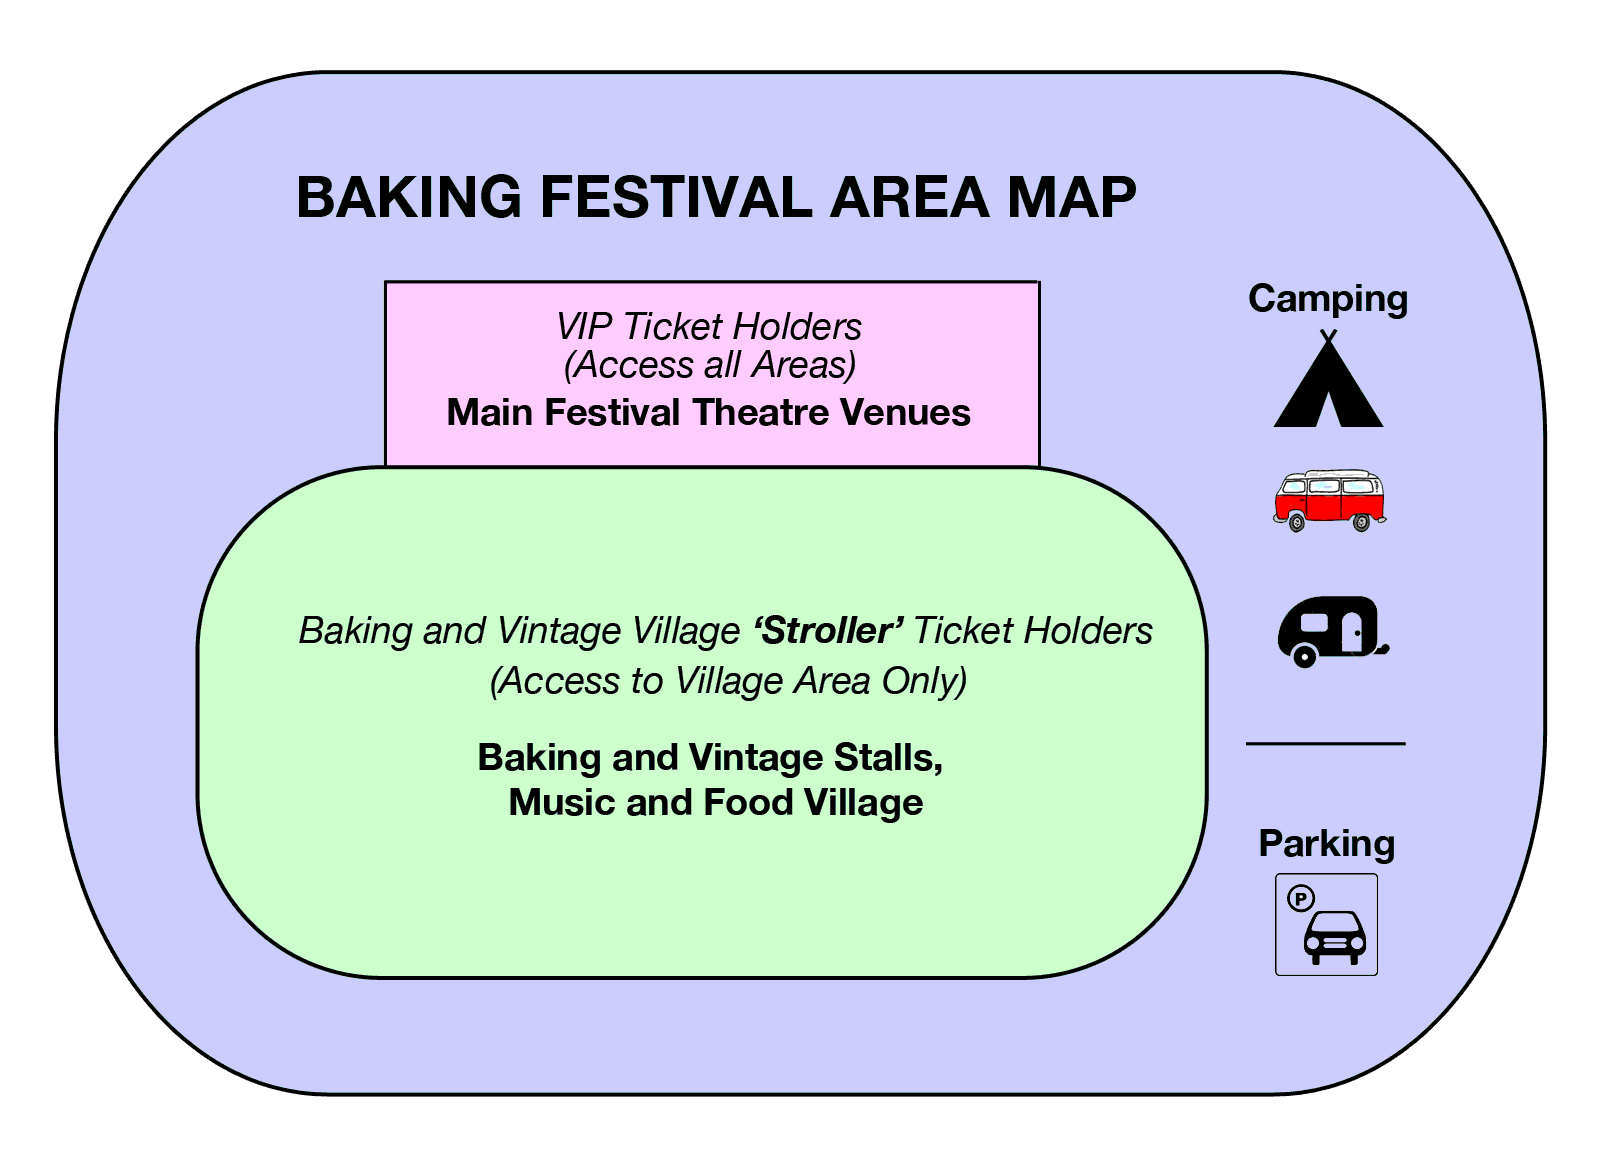 BAKING FESTIVAL AREA MAP
VIP Ticket Holders
(Access all Areas)
Main Festival Theatre Venues
Baking and Vintage Village ‘Stroller’ Ticket Holders
(Access to Village Area Only)
Baking and Vintage Stalls,
Music and Food Village
Camping
Parking
P